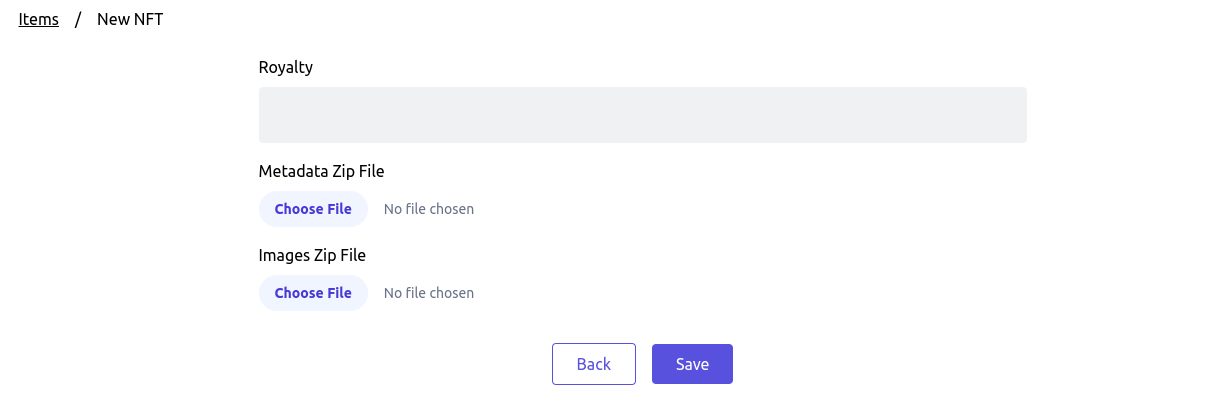 Items / New NFT
Royalty
Metadata Zip File
Choose File No file chosen
Images Zip File
Choose File No file chosen
Back Save